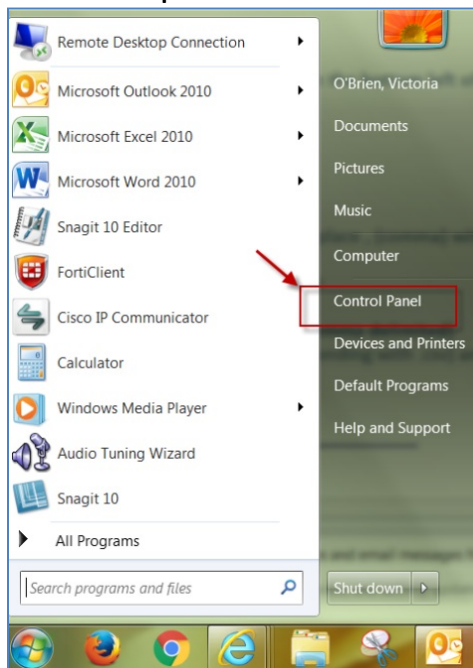 Remote Desktop Connection
Microsoft Outlook 2010
Microsoft Excel 2010
Microsoft Word 2010
Snagit 10 Editor
FortiClient
Cisco IP Communicator
Calculator
Windows Media Player
Audio Tuning Wizard
Snagit 10
All Programs
Search programs and files
O'Brien, Victoria
Documents
Pictures
Music
Computer
Control Panel
Devices and Printers
Default Programs
Help and Support
Shut down